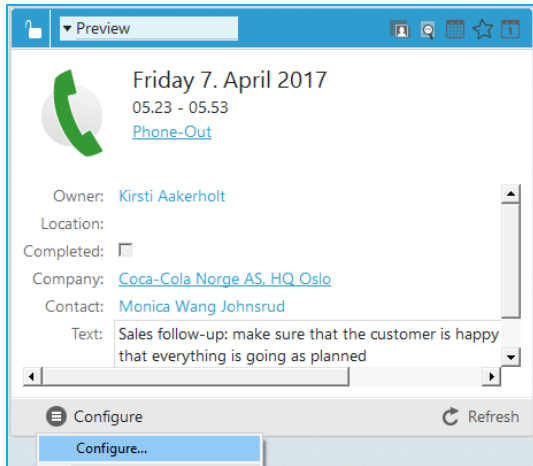 Preview
Friday 7. April 2017
05.23 - 05.53
Phone-Out
Owner: Kirsti Aakerholt
Location:
Completed:
Company: Coca-Cola Norge AS, HQ Oslo
Contact: Monica Wang Johnsrud
Text: Sales follow-up: make sure that the customer is happy
that everything is going as planned
Configure Refresh
Configure...